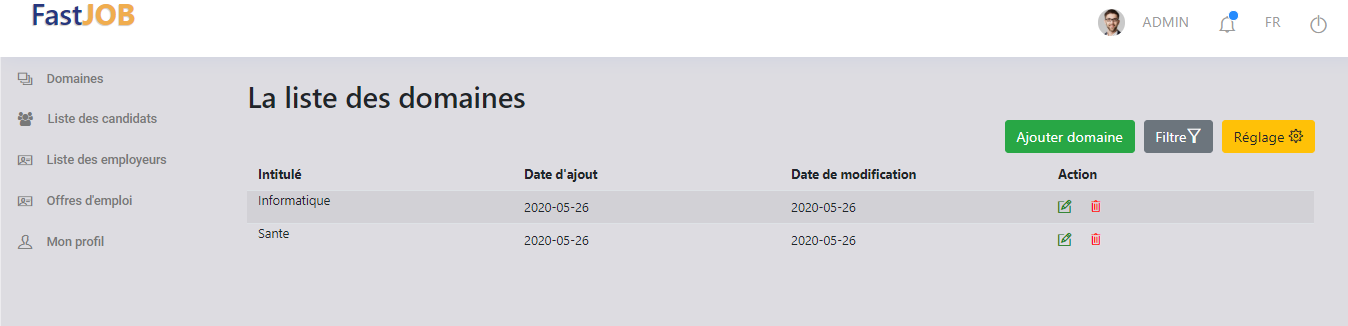 FastJOB
ADMIN FR
Domaines
Liste des candidats
Liste des employeurs
Offres d'emploi
Mon profil
La liste des domaines
Ajouter domaine Filtre Réglage
Intitulé Date d'ajout Date de modification Action
Informatique 2020-05-26 2020-05-26
Sante 2020-05-26 2020-05-26